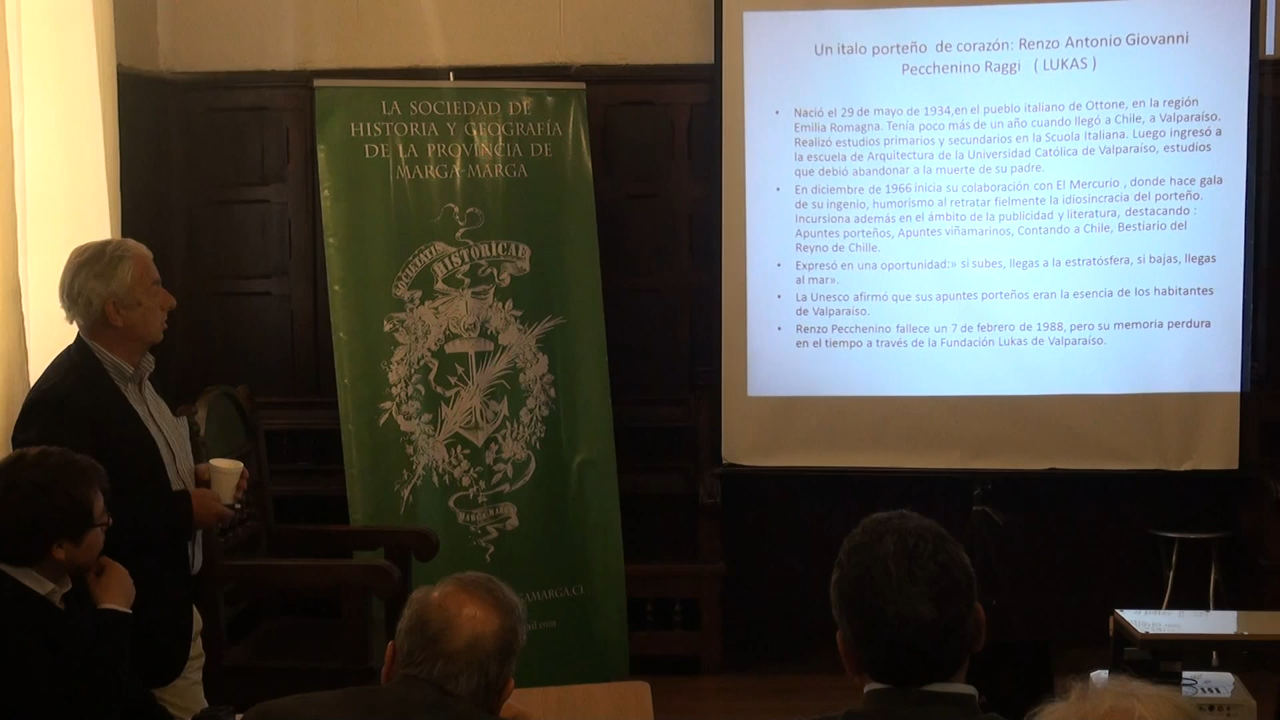 LA SOCIEDAD DE
HISTORIA Y GEOGRAFÍA
DE LA PROVINCIA DE
MARGA-MARGA
SOCIETATIS
HISTORICAE
MARGA-MARG
GAMARGA.CL
ail.com
Un italo porteño de corazón: Renzo Antonio Giovanni
Pecchenino Raggi ( LUKAS )
• Nació el 29 de mayo de 1934,en el pueblo italiano de Ottone, en la región
Emilia Romagna. Tenía poco más de un año cuando llegó a Chile, a Valparaíso.
Realizó estudios primarios y secundarios en la Scuola Italiana. Luego ingresó a
la escuela de Arquitectura de la Universidad Católica de Valparaíso, estudios
que debió abandonar a la muerte de su padre.
• En diciembre de 1966 inicia su colaboración con El Mercurio , donde hace gala
de su ingenio, humorismo al retratar fielmente la idiosincracia del porteño.
Incursiona además en el ámbito de la publicidad y literatura, destacando :
Apuntes porteños, Apuntes viñamarinos, Contando a Chile, Bestiario del
Reyno de Chille.
• Expresó en una oportunidad:» si subes, llegas a la estratósfera, si bajas, llegas
al mar».
• La Unesco afirmó que sus apuntes porteños eran la esencia de los habitantes
de Valparaíso.
• Renzo Pecchenino fallece un 7 de febrero de 1988, pero su memoria perdura
en el tiempo a través de la Fundación Lukas de Valparaíso.